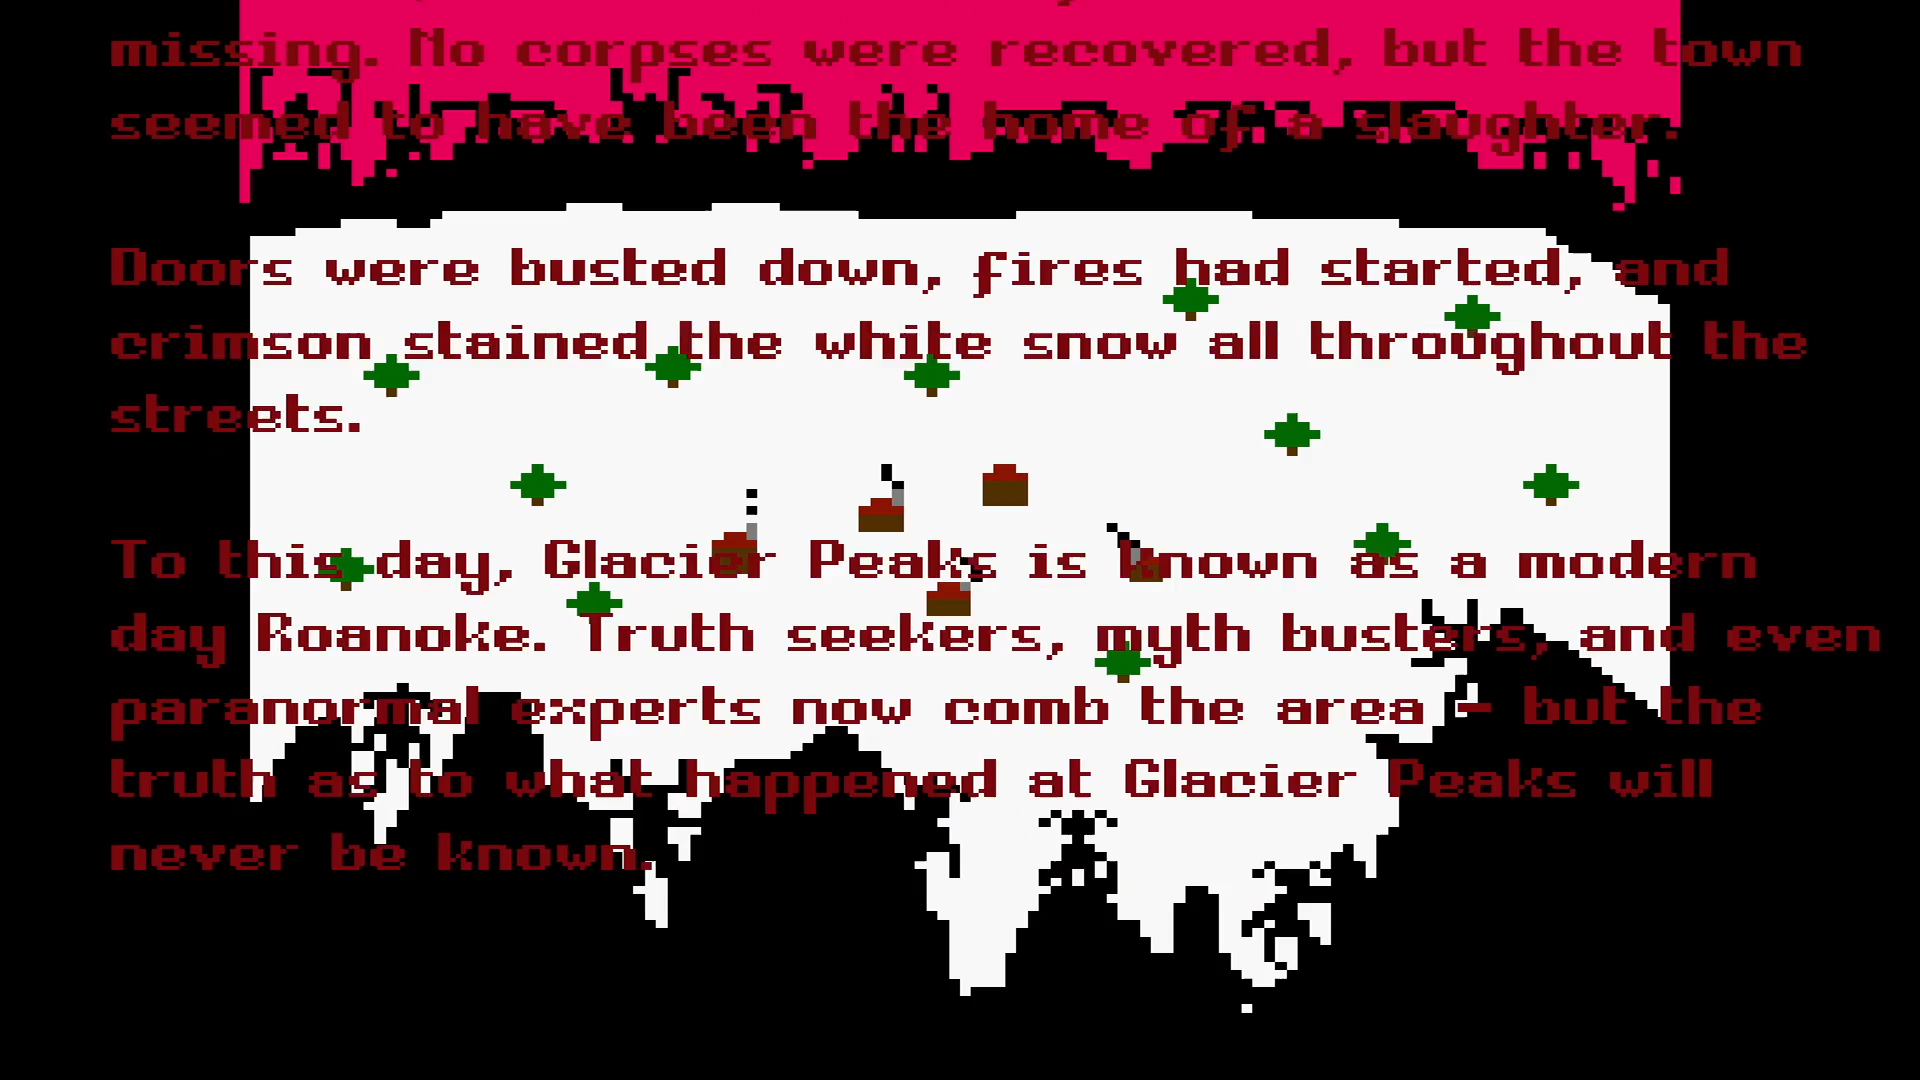 missing. No corpses were recovered, but the town
seemed to have been the home of a slaughter.
Doors were busted down, fires had started, and
crimson stained the white snow all throughout the
streets.
To this day, Glacier Peaks is known as a modern
day Roanoke. Truth seekers, myth busters, and even
paranormal experts now comb the area - but the
truth as to what happened at Glacier Peaks will
never be known.